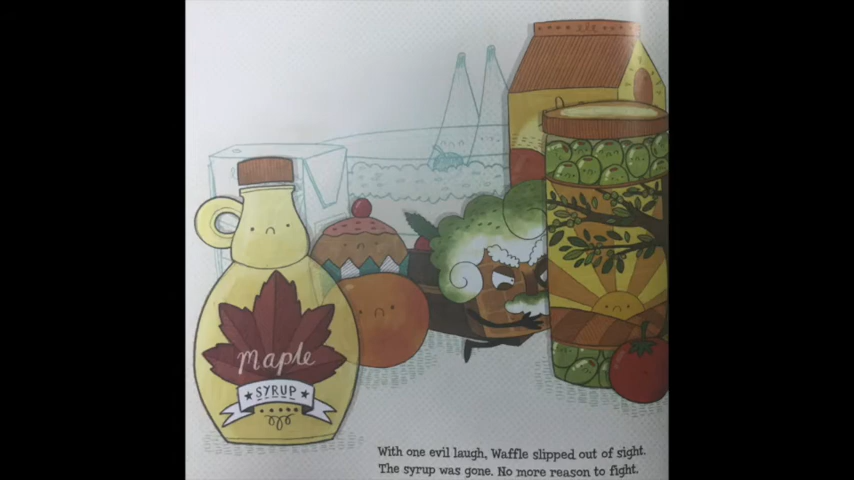 Maple
SYRUP
With one evil laugh, Waffle slipped out of sight.
The syrup was gone. No more reason to fight.